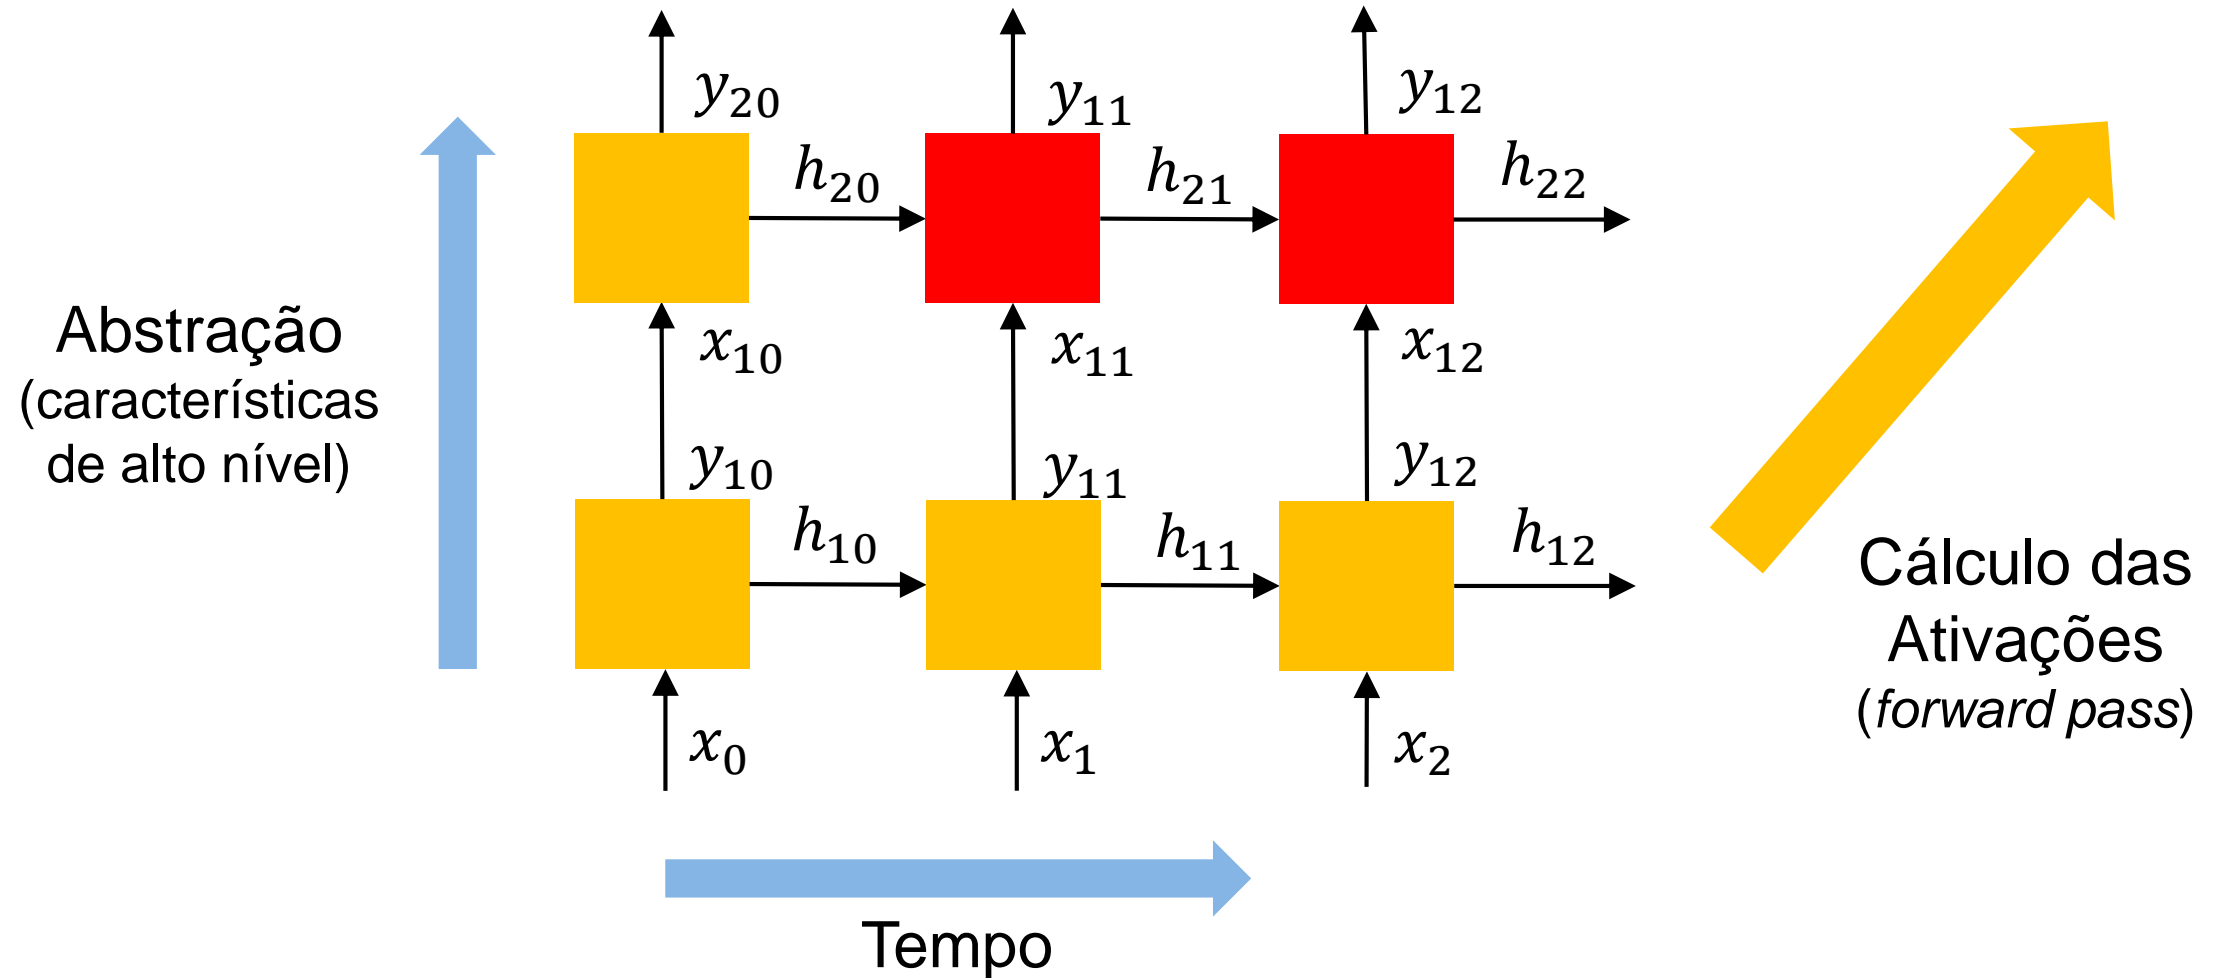 y₂₀ y₁₁ y₁₂
h₂₀ h₂₁ h₂₂
x₁₀ x₁₁ x₁₂
Abstração
(características
de alto nível)
y₁₀ y₁₁ y₁₂
h₁₀ h₁₁ h₁₂
x₀ x₁ x₂
Cálculo das
Ativações
(forward pass)
Tempo